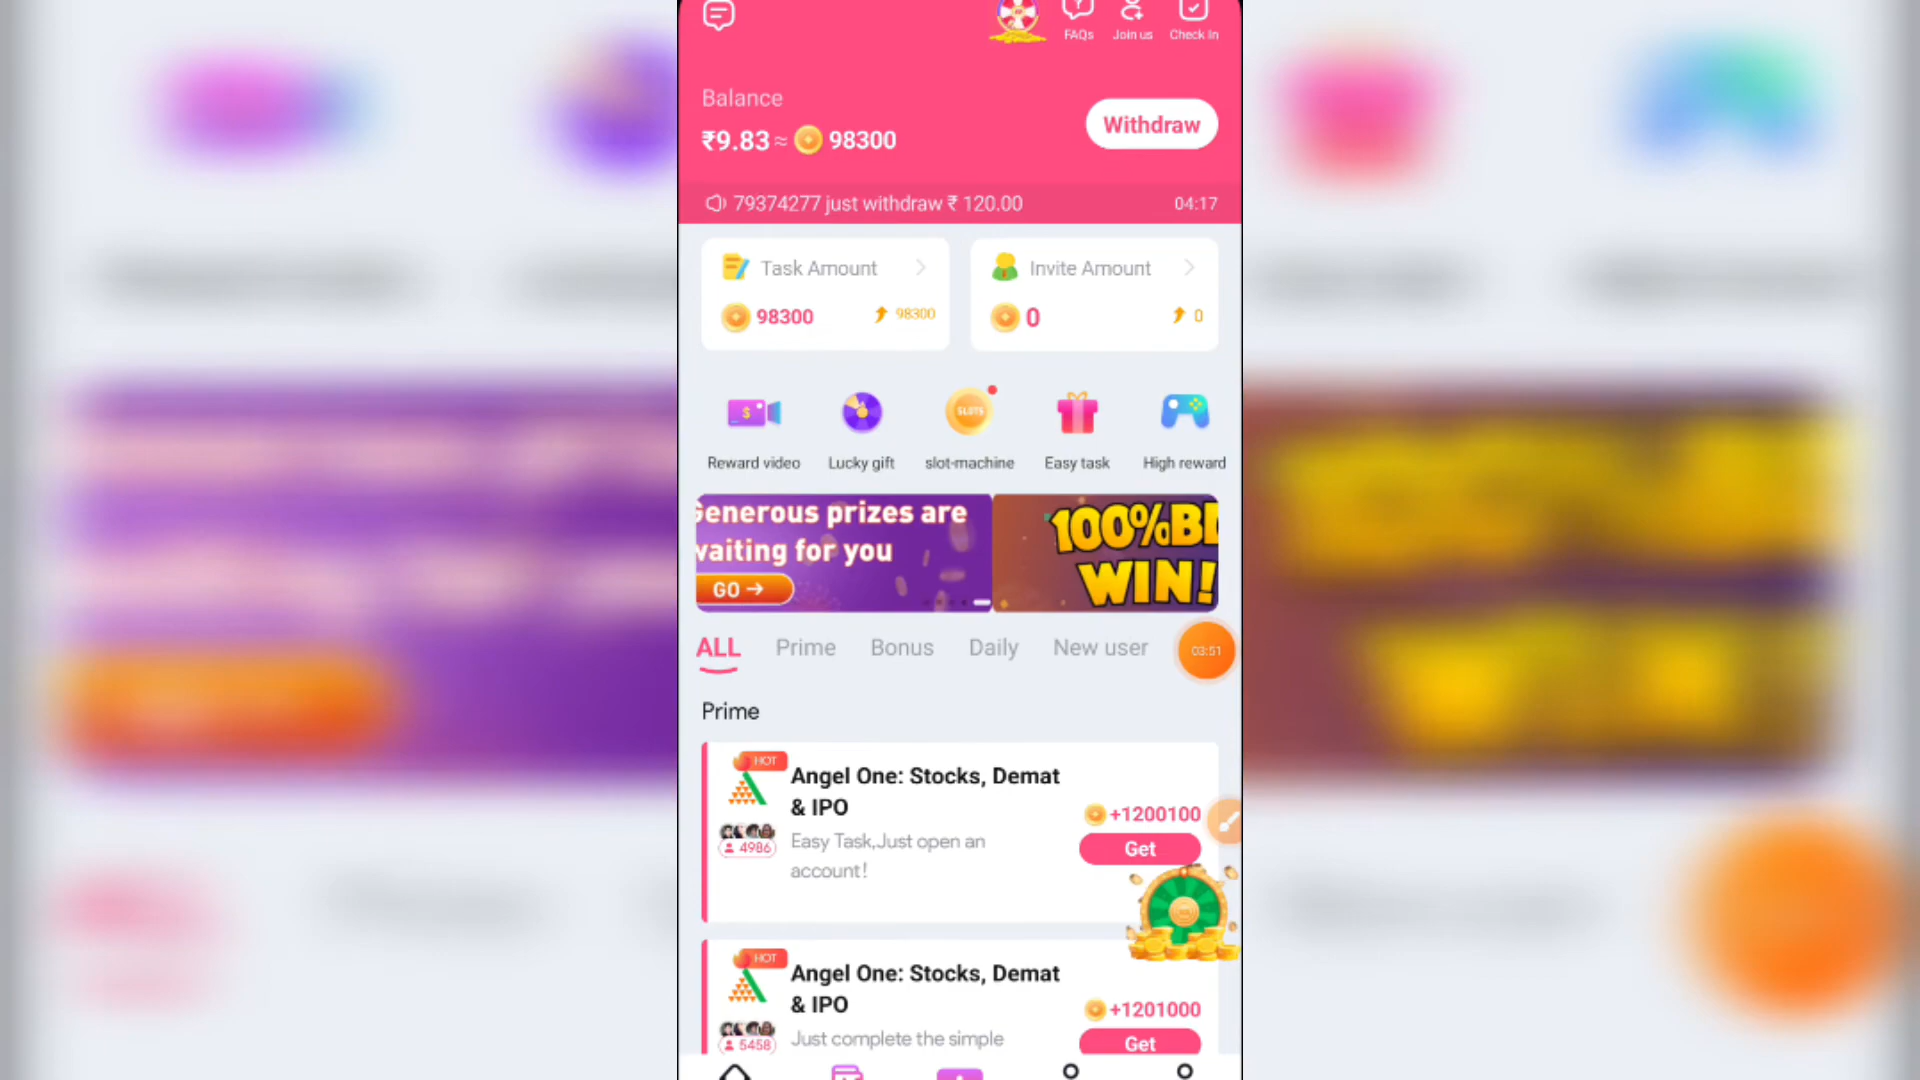 FAQs
Join us
Check In
Balance
₹9.83 ≈ 98300
Withdraw
79374277 just withdraw ₹ 120.00
04:17
Task Amount
98300
98300
Invite Amount
0
0
$
SLOTS
Reward video
Lucky gift
slot-machine
Easy task
High reward
Generous prizes are
waiting for you
GO →
100%
WIN!
ALL
Prime
Bonus
Daily
New user
03:51
Prime
HOT
Angel One: Stocks, Demat
& IPO
4986
Easy Task,Just open an
account!
+1200100
Get
HOT
Angel One: Stocks, Demat
& IPO
5458
Just complete the simple
+1201000
Get